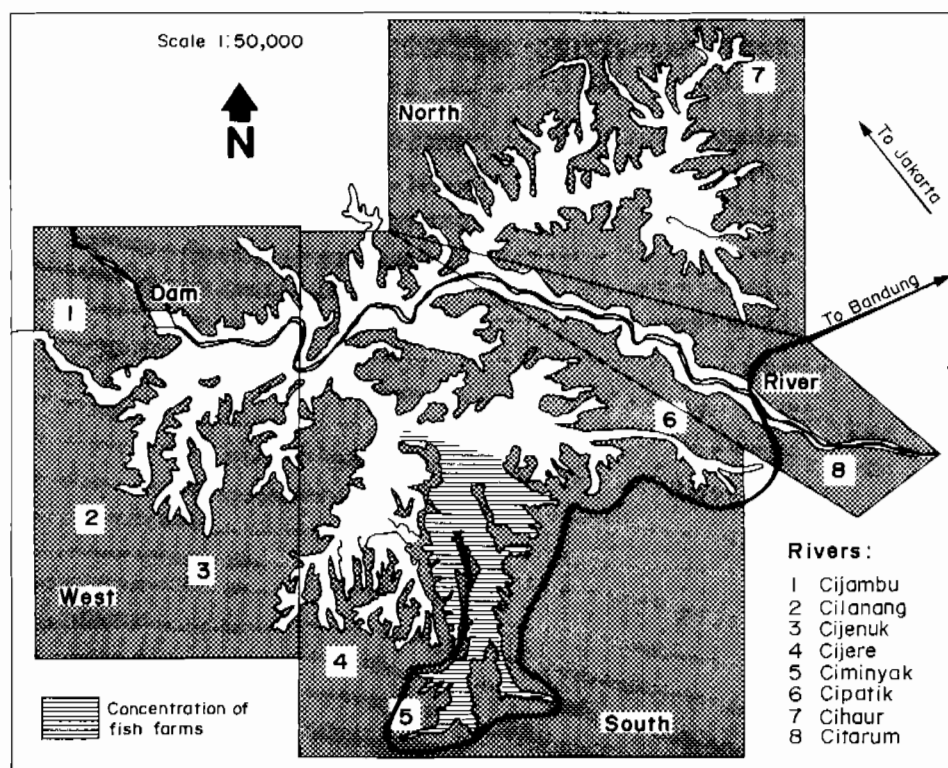 Scale 1:50,000
N
North
7
To Jakarta
To Bandung
1
Dam
River
6
8
2
3
West
4
5
South
Concentration of
fish farms
Rivers:
1 Cijambu
2 Cilanang
3 Cijenuk
4 Cijere
5 Ciminyak
6 Cipatik
7 Cihaur
8 Citarum